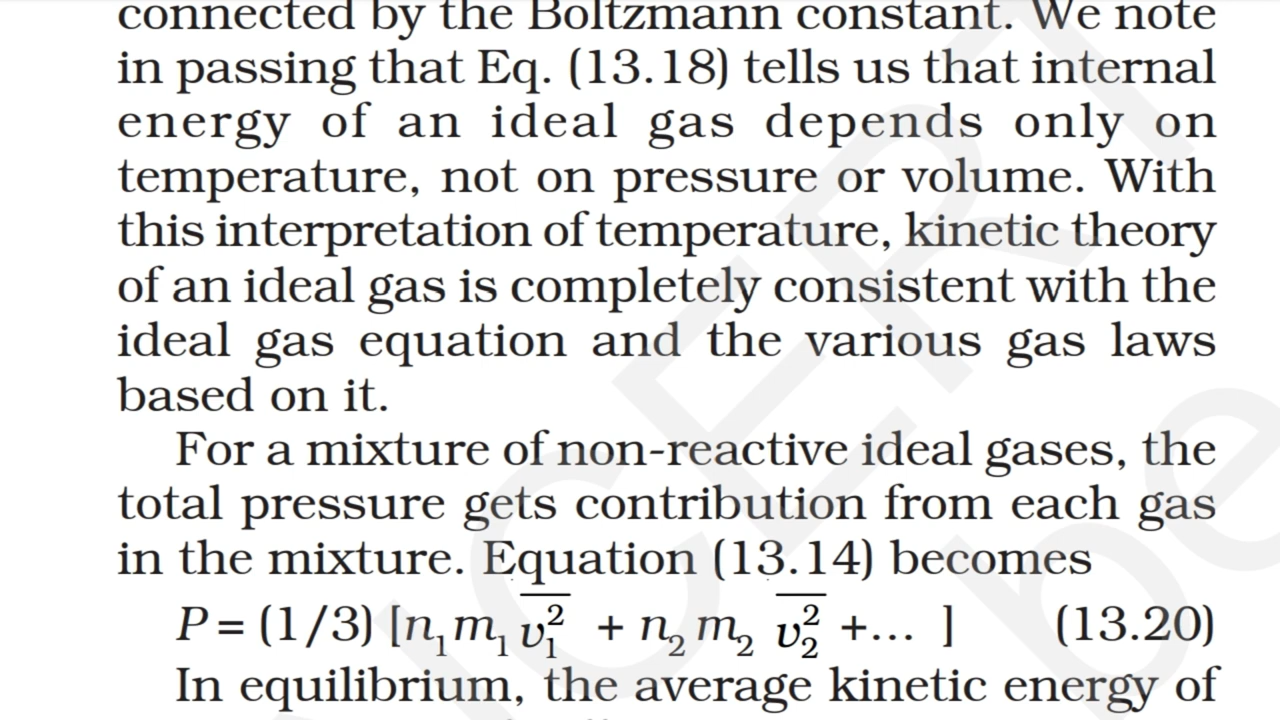 connected by the Boltzmann constant. We note
in passing that Eq. (13.18) tells us that internal
energy of an ideal gas depends only on
temperature, not on pressure or volume. With
this interpretation of temperature, kinetic theory
of an ideal gas is completely consistent with the
ideal gas equation and the various gas laws
based on it.
For a mixture of non-reactive ideal gases, the
total pressure gets contribution from each gas
in the mixture. Equation (13.14) becomes
P = (1/3) [n₁m₁ v̅₁² + n₂ m₂ v̅₂² +... ] (13.20)
In equilibrium, the average kinetic energy of